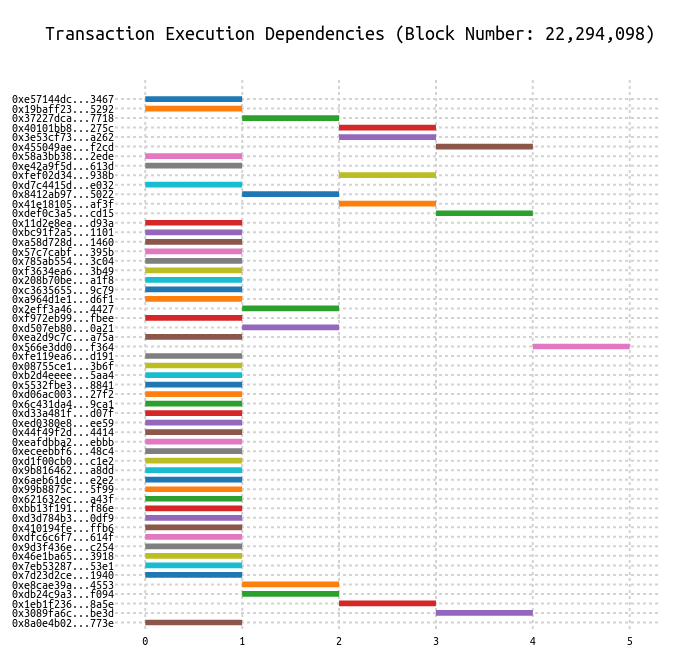 Transaction Execution Dependencies (Block Number: 22,294,098)
0xe57144dc...3467
0x19baff23...5292
0x37227dca...7718
0x40101bb8...275c
0x3e53cf73...a262
0x455049ae...f2cd
0x58a3bb38...2ede
0xe42a9f5d...613d
0xfef02d34...938b
0xd7c4415d...e032
0x8412ab97...5022
0x41e18105...af3f
0xdef0c3a5...cd15
0x11d2e8ea...d93a
0xbc91f2a5...1101
0xa58d728d...1460
0x57c7cabf...395b
0x785ab554...3c04
0xf3634ea6...3b49
0x208b70be...a1f8
0xc3635655...9c79
0xa964d1e1...d6f1
0x2eff3a46...4427
0xf972eb99...fbee
0xd507eb80...0a21
0xea2d9c7c...a75a
0x566e3dd0...f364
0xfe119ea6...d191
0x08755ce1...3b6f
0xb2d4eeee...5aa4
0x5532fbe3...8841
0xd06ac003...27f2
0x6c431da4...9ca1
0xd33a481f...d07f
0xed0380e8...ee59
0x44f49f2d...4414
0xeafdbba2...ebbb
0xeceebbf6...48c4
0xd1f00cb0...c1e2
0x9b816462...a8dd
0x6aeb61de...e2e2
0x99b8875c...5f99
0x621632ec...a43f
0xbb13f191...f86e
0xd3d784b3...0df9
0x410194fe...ffb6
0xdfc6c6f7...614f
0x9d3f436e...c254
0x46e1ba65...3918
0x7eb53287...53e1
0x7d23d2ce...1940
0xe8cae39a...4553
0xdb24c9a3...f094
0x1eb1f236...8a5e
0x3089fa6c...be3d
0x8a0e4b02...773e
0 1 2 3 4 5